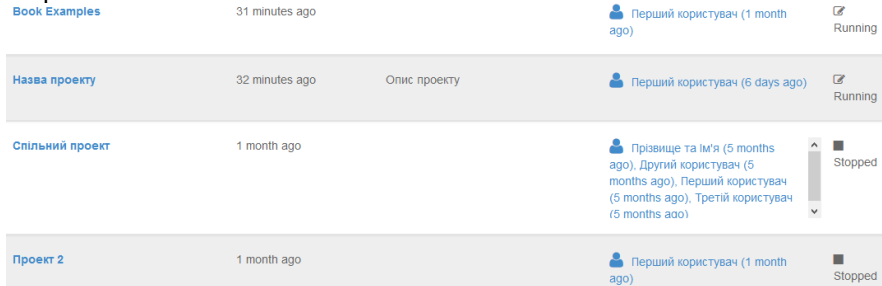 Book Examples 31 minutes ago Перший користувач (1 month
ago) Running
Назва проекту 32 minutes ago Опис проекту Перший користувач (6 days ago)
Running
Спільний проект 1 month ago Прізвище та Ім'я (5 months
ago), Другий користувач (5
months ago), Перший користувач
(5 months ago), Третій користувач
(5 months ago)
Stopped
Проект 2 1 month ago Перший користувач (1 month
ago) Stopped